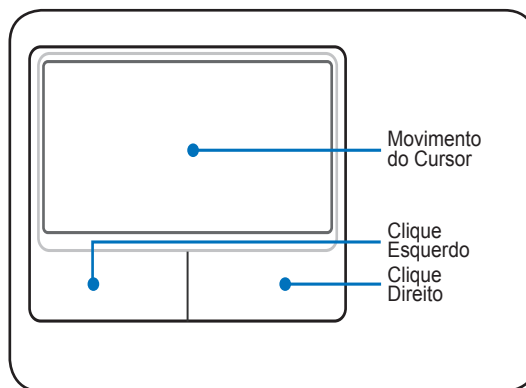 Movimento
do Cursor
Clique
Esquerdo
Clique
Direito